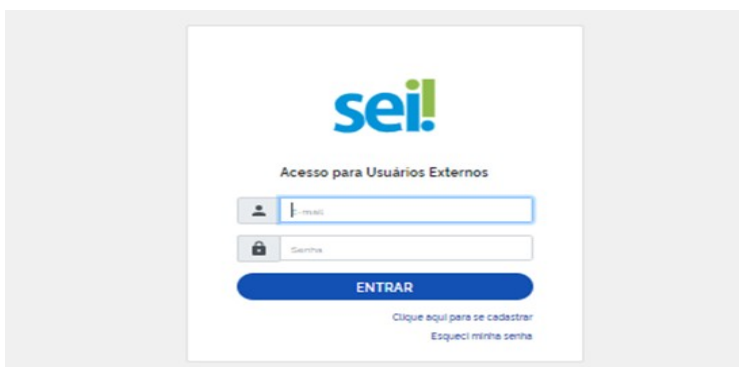 sei!
Acesso para Usuários Externos
E-mail
Senha
ENTRAR
Clique aqui para se cadastrar
Esqueci minha senha